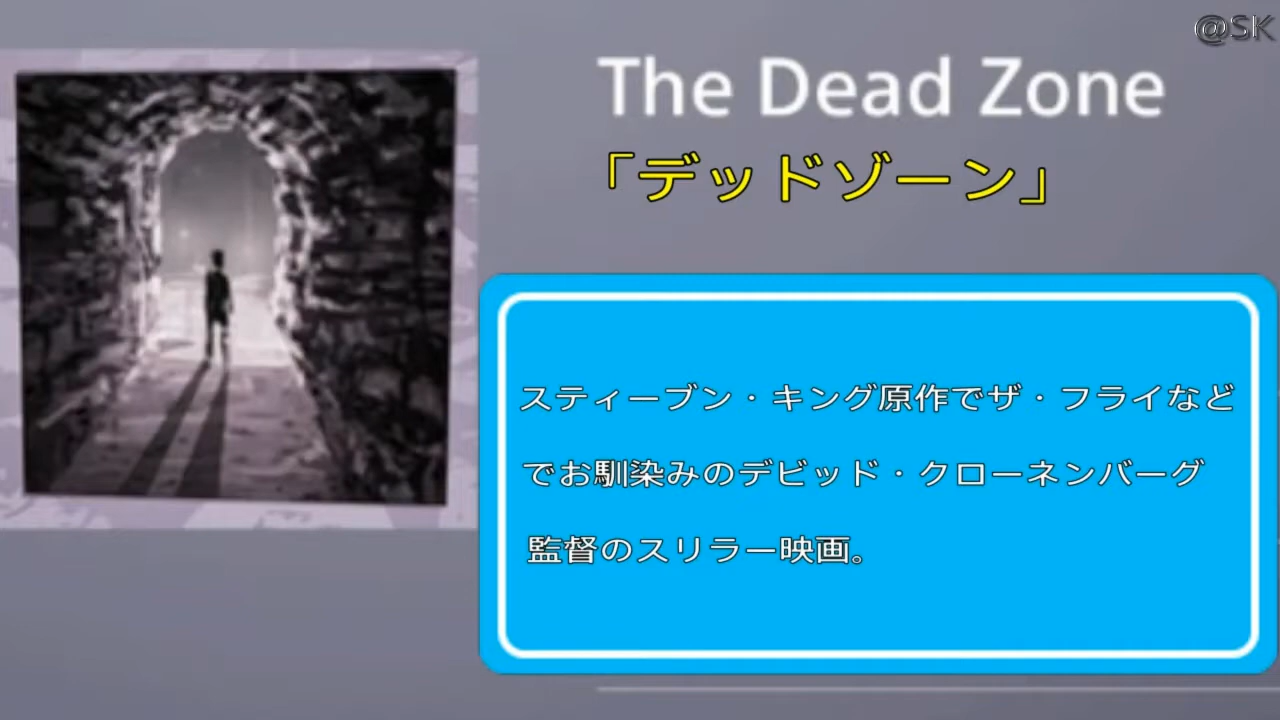 @SK
The Dead Zone
「デッドゾーン」
スティーブン・キング原作でザ・フライなど
でお馴染みのデビッド・クローネンバーグ
監督のスリラー映画。